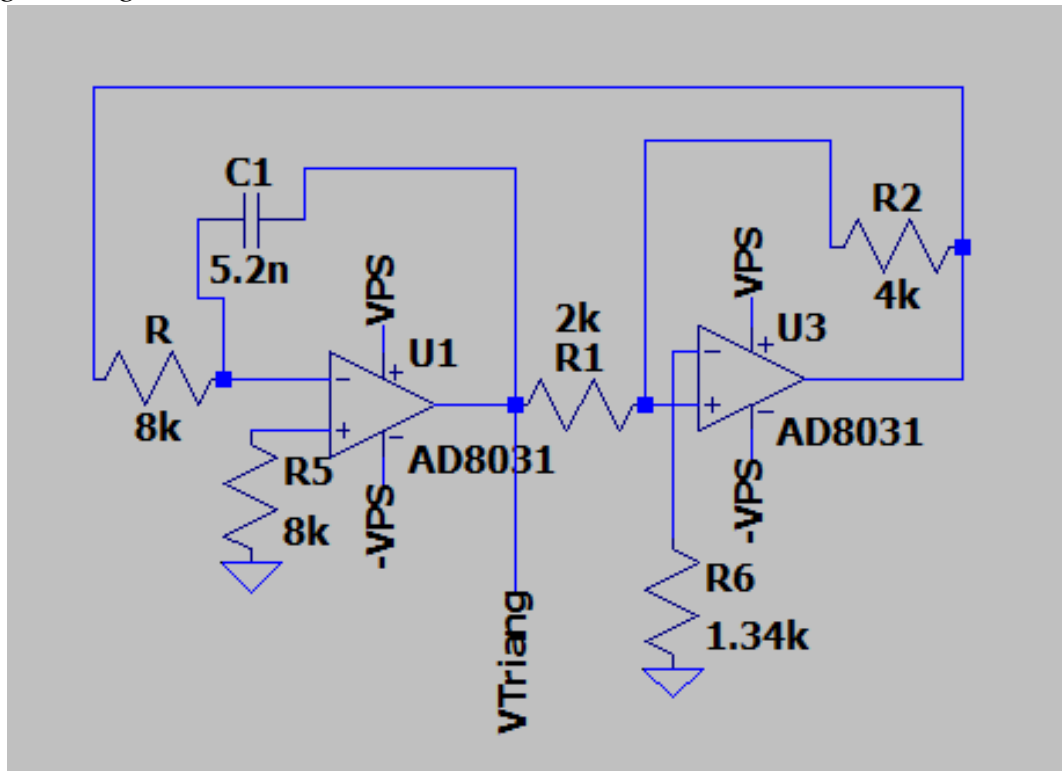 C1
5.2n
R
8k
R5
8k
VPS
U1
AD8031
-VPS
VTriang
2k
R1
R2
4k
VPS
U3
AD8031
-VPS
R6
1.34k